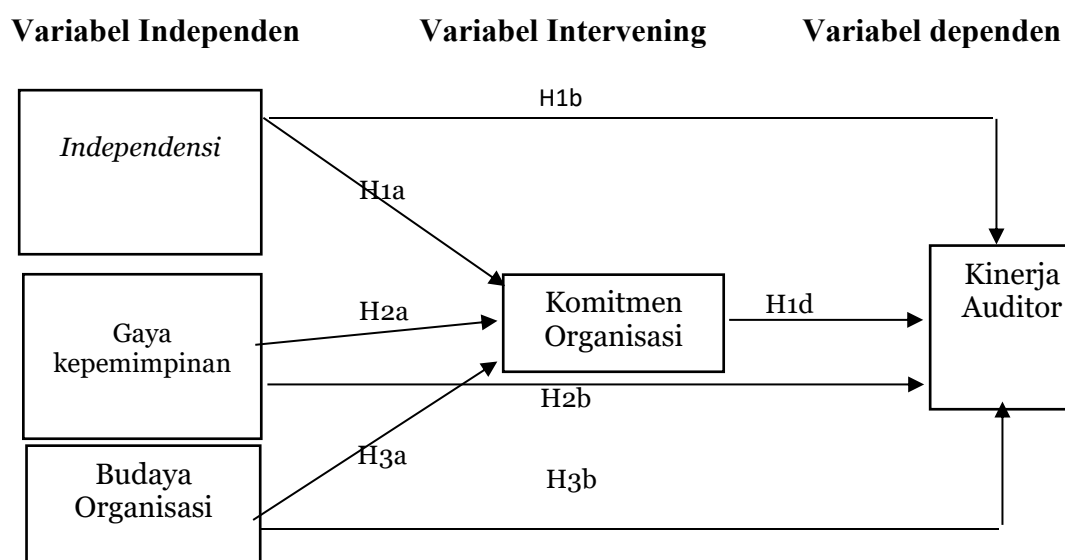 Variabel Independen Variabel Intervening Variabel dependen
H1b
Independensi
H1a
Kinerja
Auditor
Komitmen
Organisasi
H1d
H2a
Gaya
kepemimpinan
H2b
H3a
Budaya
Organisasi
H3b